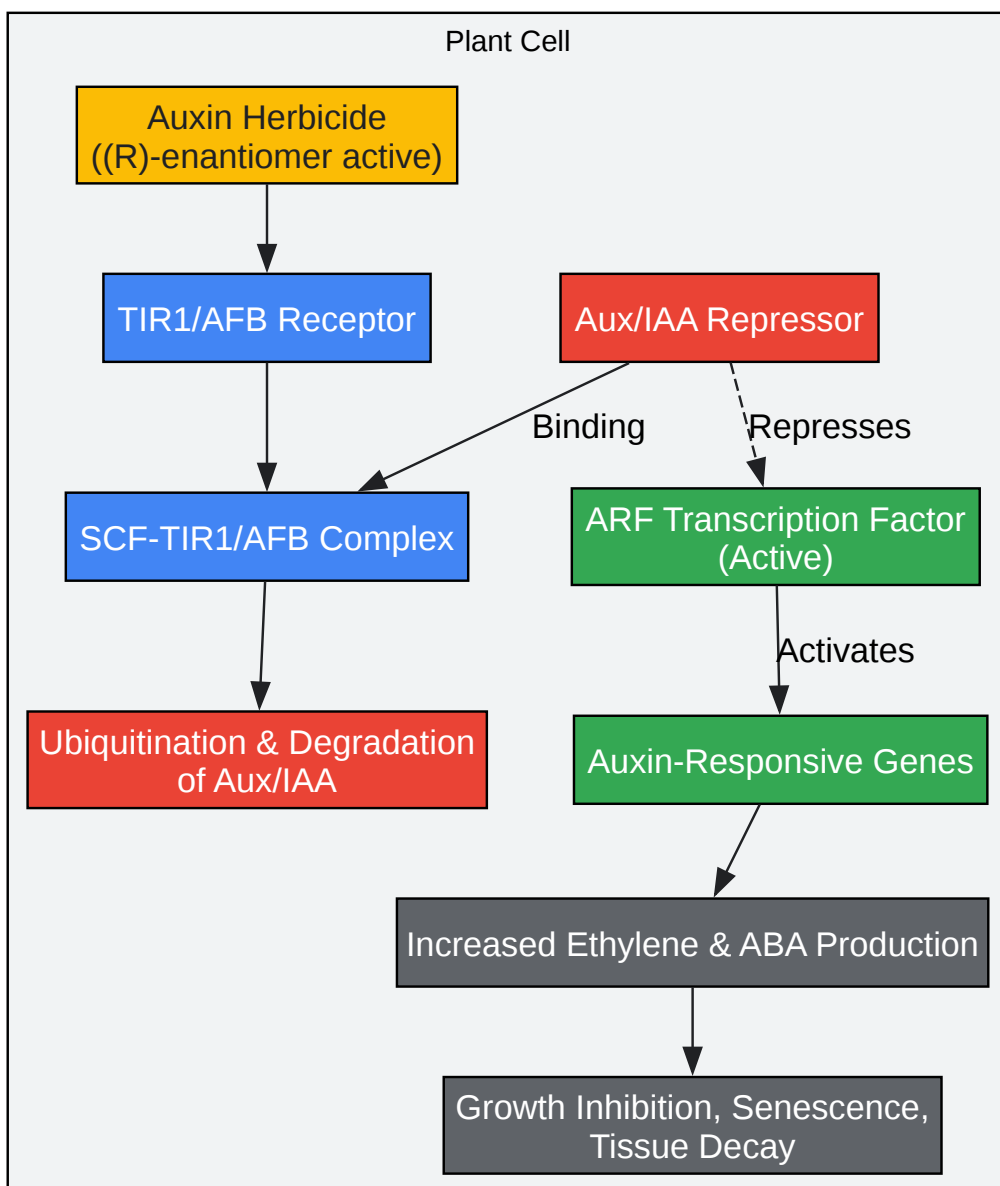 Plant Cell
Auxin Herbicide
((R)-enantiomer active)
TIR1/AFB Receptor
Aux/IAA Repressor
Binding
Represses
SCF-TIR1/AFB Complex
ARF Transcription Factor
(Active)
Activates
Ubiquitination & Degradation
of Aux/IAA
Auxin-Responsive Genes
Increased Ethylene & ABA Production
Growth Inhibition, Senescence,
Tissue Decay